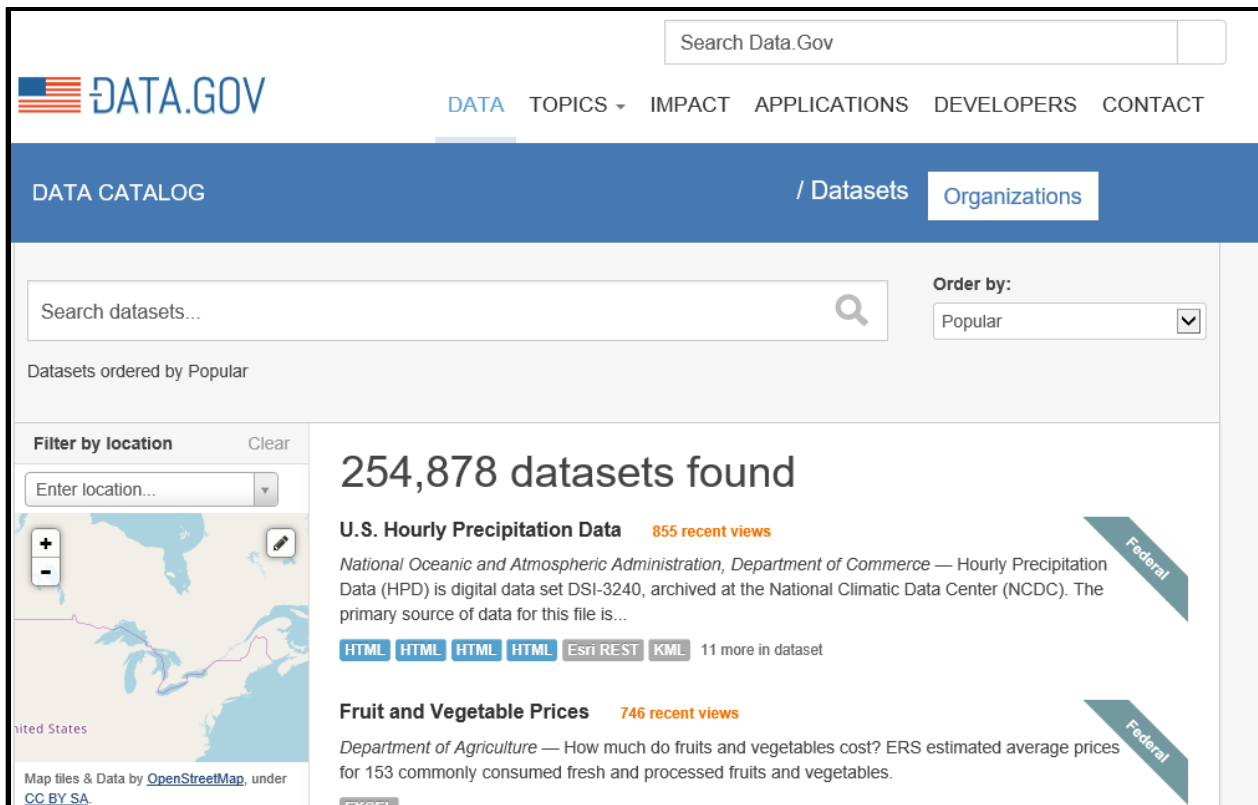 Search Data.Gov
DATA.GOV
DATA TOPICS IMPACT APPLICATIONS DEVELOPERS CONTACT
DATA CATALOG
/ Datasets Organizations
Order by:
Search datasets...
Popular
Datasets ordered by Popular
Filter by location Clear
Enter location...
+
-
nited States
Map tiles & Data by OpenStreetMap, under
CC BY SA.
254,878 datasets found
U.S. Hourly Precipitation Data 855 recent views
Federal
National Oceanic and Atmospheric Administration, Department of Commerce — Hourly Precipitation
Data (HPD) is digital data set DSI-3240, archived at the National Climatic Data Center (NCDC). The
primary source of data for this file is...
HTML HTML HTML HTML Esri REST KML 11 more in dataset
Fruit and Vegetable Prices 746 recent views
Federal
Department of Agriculture — How much do fruits and vegetables cost? ERS estimated average prices
for 153 commonly consumed fresh and processed fruits and vegetables.
EXCEL